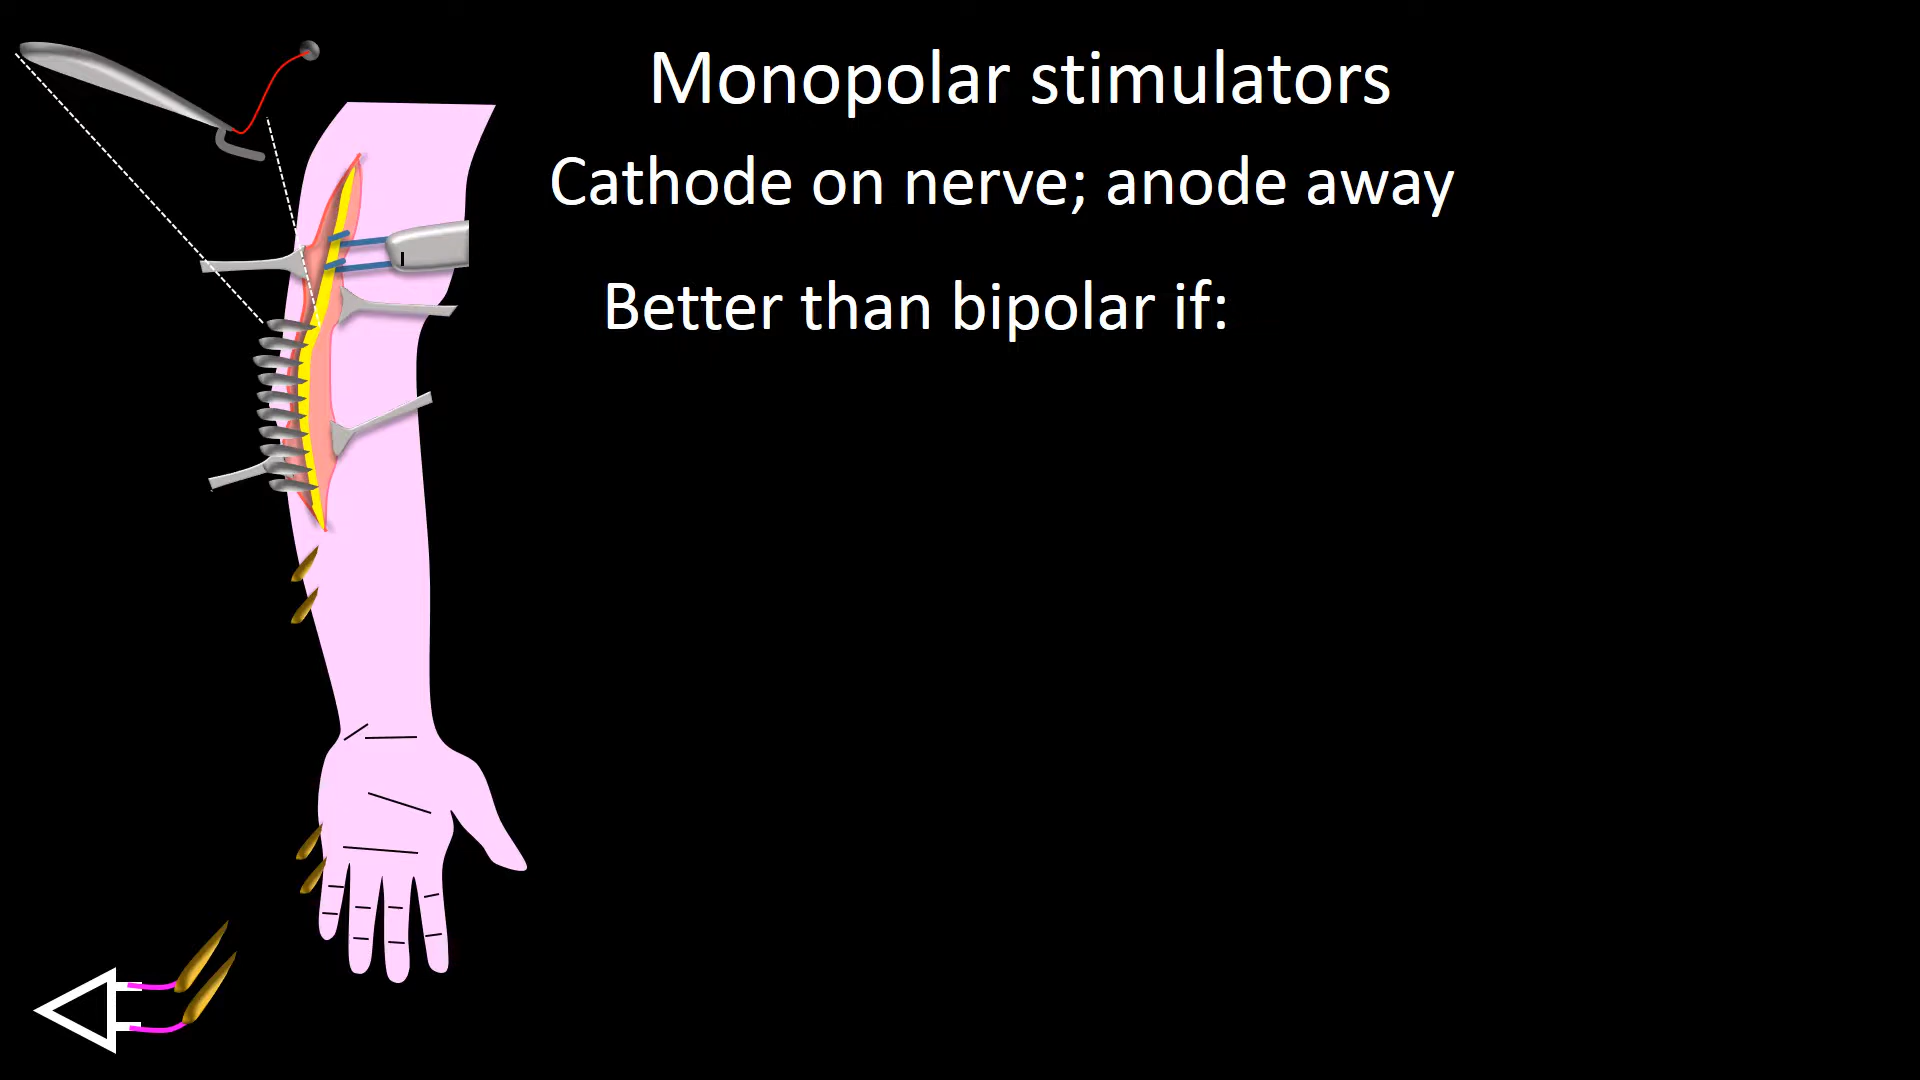 Monopolar stimulators
Cathode on nerve; anode away
Better than bipolar if: